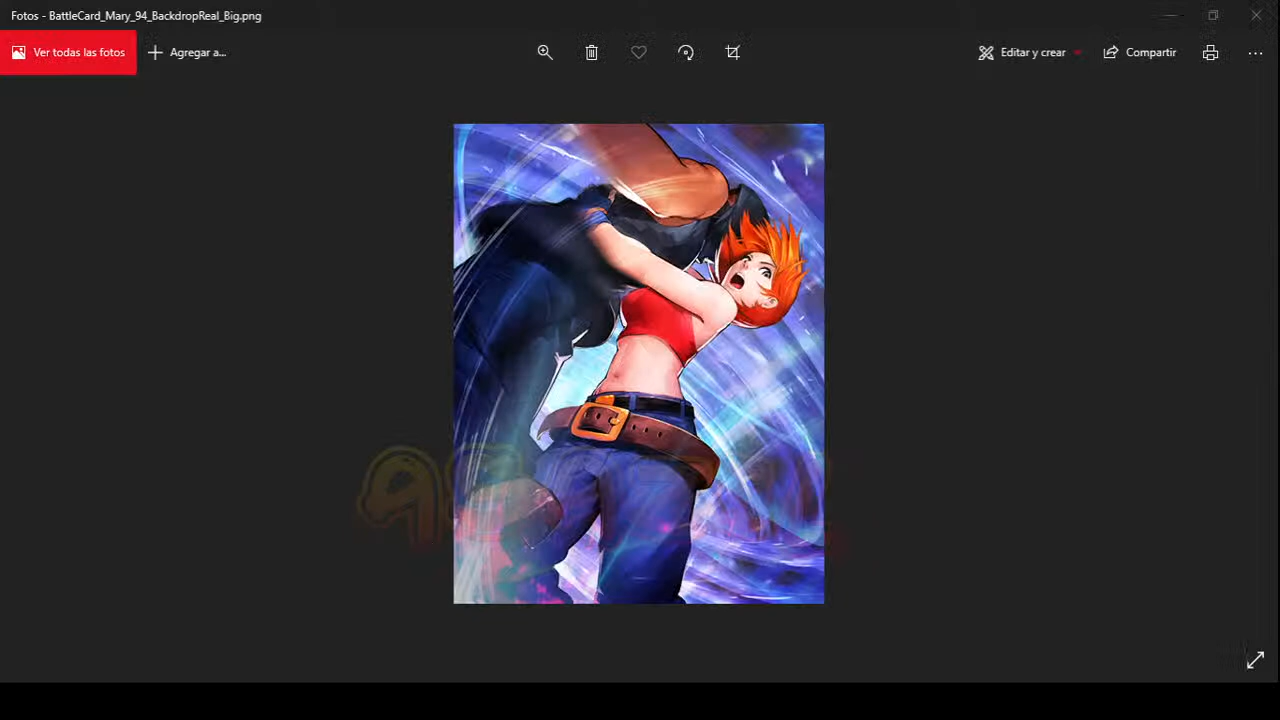 Fotos - BattleCard_Mary_94_BackdropReal_Big.png
Ver todas las fotos
Agregar a...
Editar y crear
Compartir